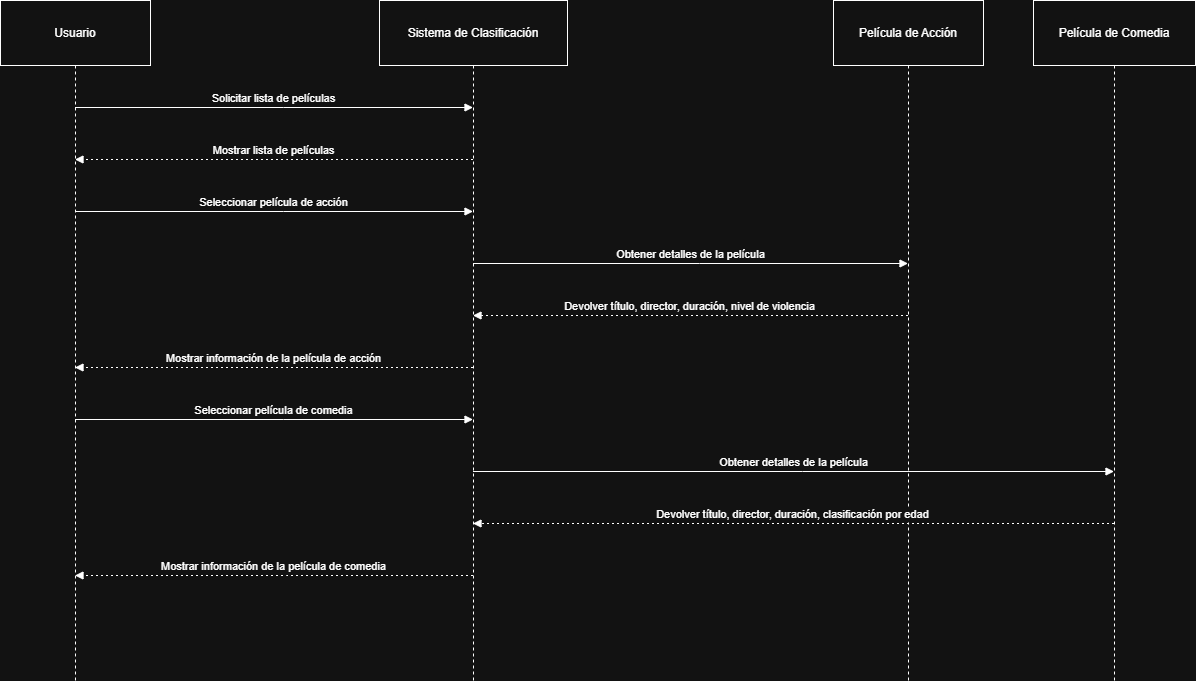 Usuario
Sistema de Clasificación
Película de Acción
Película de Comedia
Solicitar lista de películas
Mostrar lista de películas
Seleccionar película de acción
Obtener detalles de la película
Devolver título, director, duración, nivel de violencia
Mostrar información de la película de acción
Seleccionar película de comedia
Obtener detalles de la película
Devolver título, director, duración, clasificación por edad
Mostrar información de la película de comedia